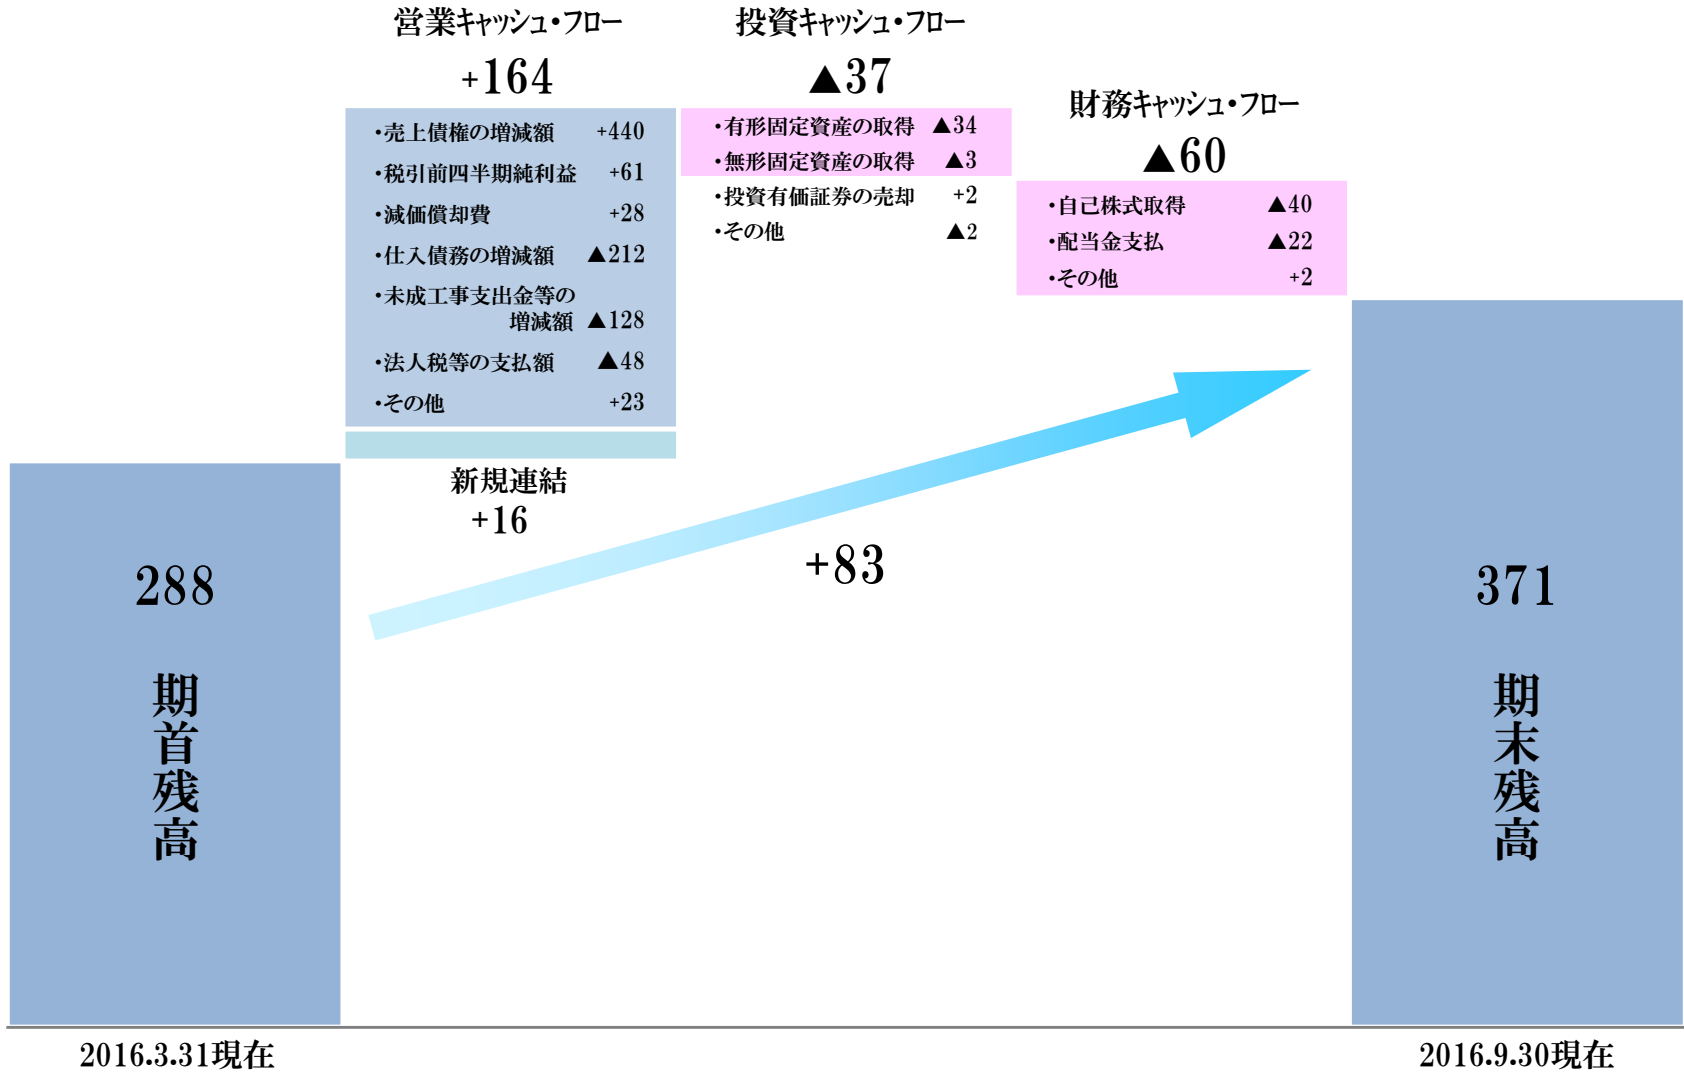 営業キャッシュ・フロー
+164
・売上債権の増減額 +440
・税引前四半期純利益 +61
・減価償却費 +28
・仕入債務の増減額 ▲212
・未成工事支出金等の
増減額 ▲128
・法人税等の支払額 ▲48
・その他 +23
新規連結
+16
投資キャッシュ・フロー
▲37
・有形固定資産の取得 ▲34
・無形固定資産の取得 ▲3
・投資有価証券の売却 +2
・その他 ▲2
財務キャッシュ・フロー
▲60
・自己株式取得 ▲40
・配当金支払 ▲22
・その他 +2
+83
288
期首残高
371
期末残高
2016.3.31現在
2016.9.30現在